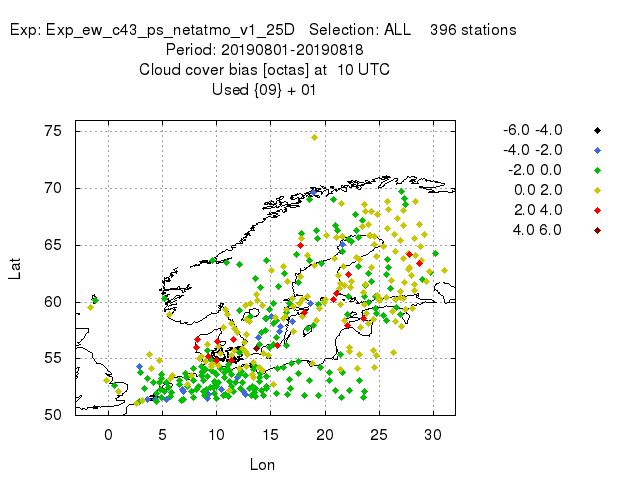 Exp: Exp_ew_c43_ps_netatmo_v1_25D   Selection: ALL    396 stations
Period: 20190801-20190818
Cloud cover bias [octas] at  10 UTC
Used {09} + 01
-6.0 -4.0
-4.0 -2.0
-2.0 0.0
0.0 2.0
2.0 4.0
4.0 6.0
75
70
65
60
55
50
Lat
0 5 10 15 20 25 30
Lon